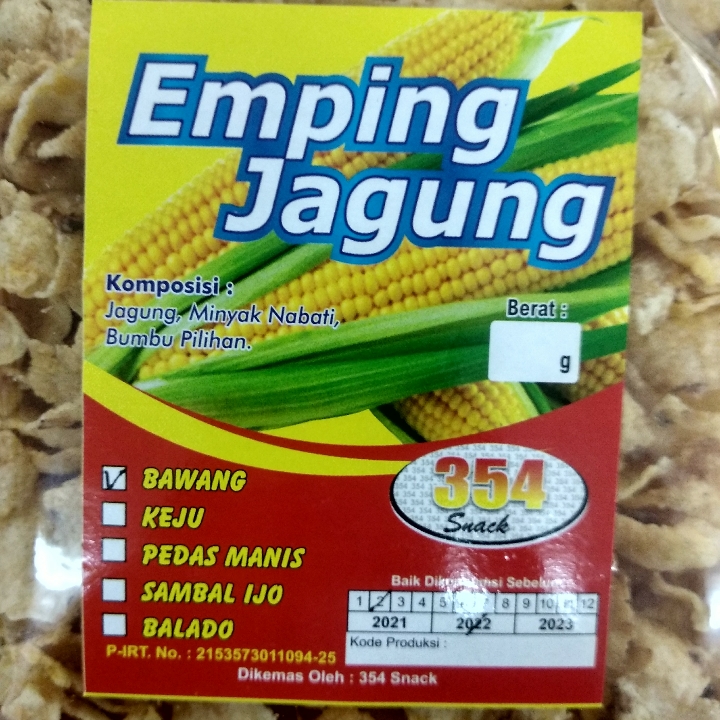 Emping
Jagung
Komposisi :
Jagung, Minyak Nabati,
Bumbu Pilihan.
Berat :
g
BAWANG
KEJU
PEDAS MANIS
SAMBAL IJO
BALADO
354
Snack
Baik Dikonsumsi Sebelum
1 2 3 4 5 6 7 8 9 10 11 12
2021 2022 2023
Kode Produksi :
P-IRT. No. : 2153573011094-25
Dikemas Oleh : 354 Snack